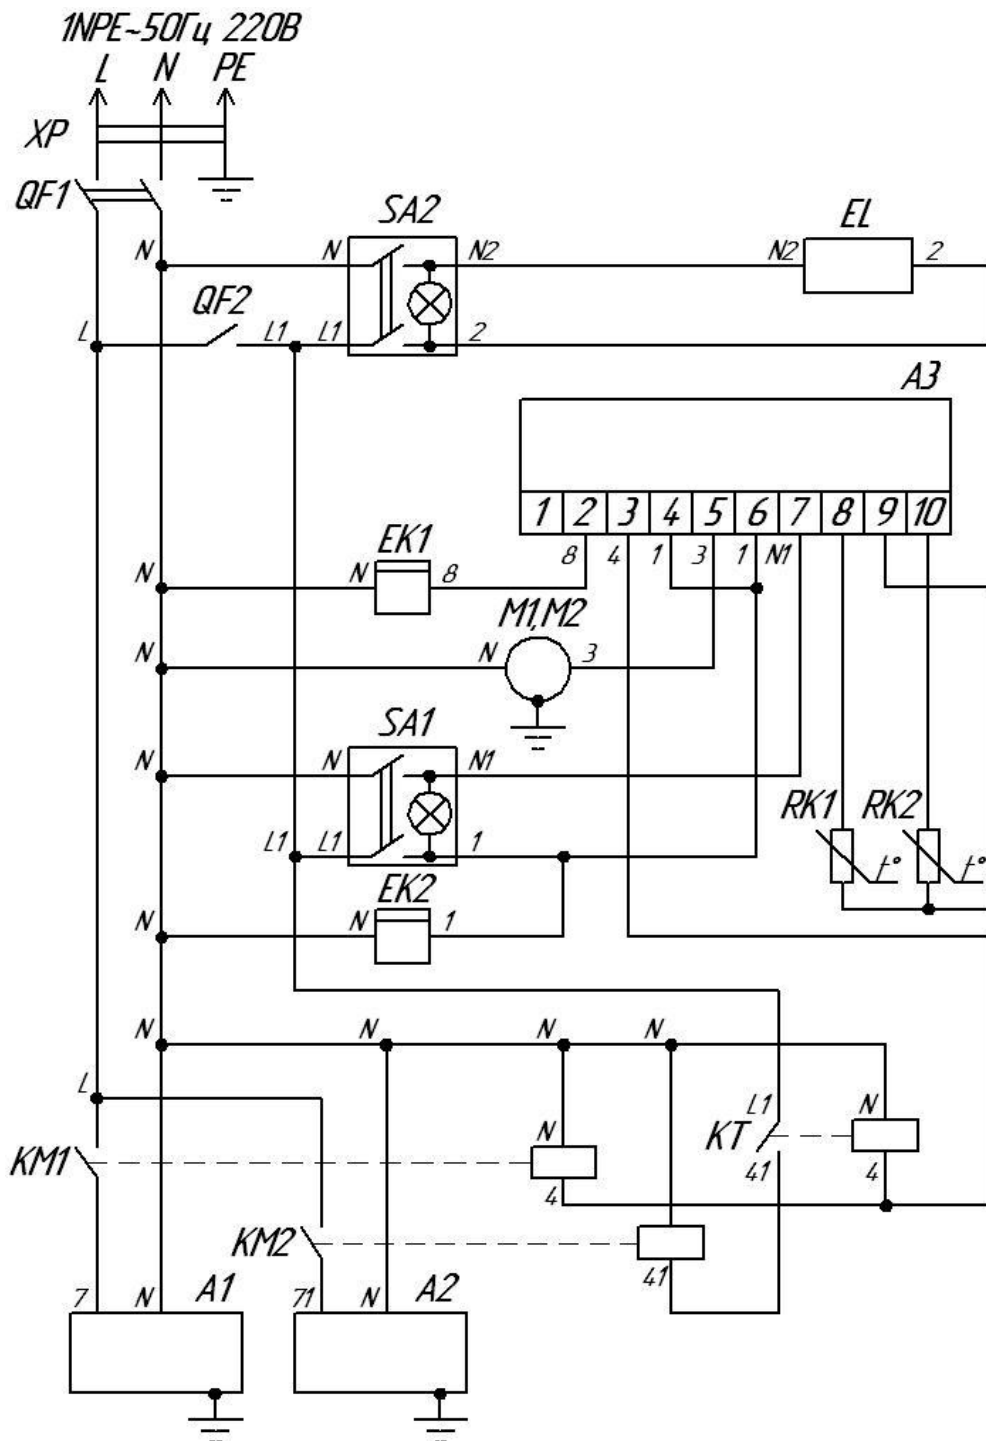 1NPE~50Гц 220В
L N PE
XP
QF1
SA2 EL
N N N2 N2 2
QF2
L L1 L1 2
A3
1 2 3 4 5 6 7 8 9 10
8 4 1 3 1 N1
EK1
N N 8
M1,M2
N N 3
SA1
N N N1
RK1 RK2
L1 L1 1
t° t°
EK2
N N 1
N N N N
L
L1 N
KT
N
KM1
41 4
4
KM2
41
7 N A1 71 N A2